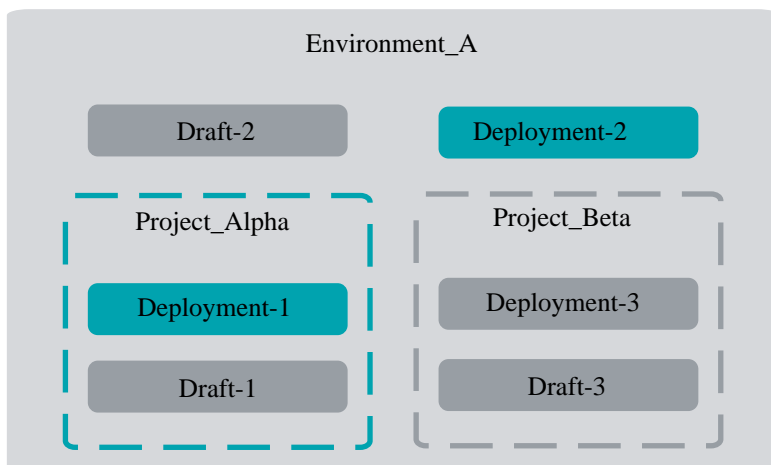 Environment_A
Draft-2
Deployment-2
Project_Alpha
Deployment-1
Draft-1
Project_Beta
Deployment-3
Draft-3